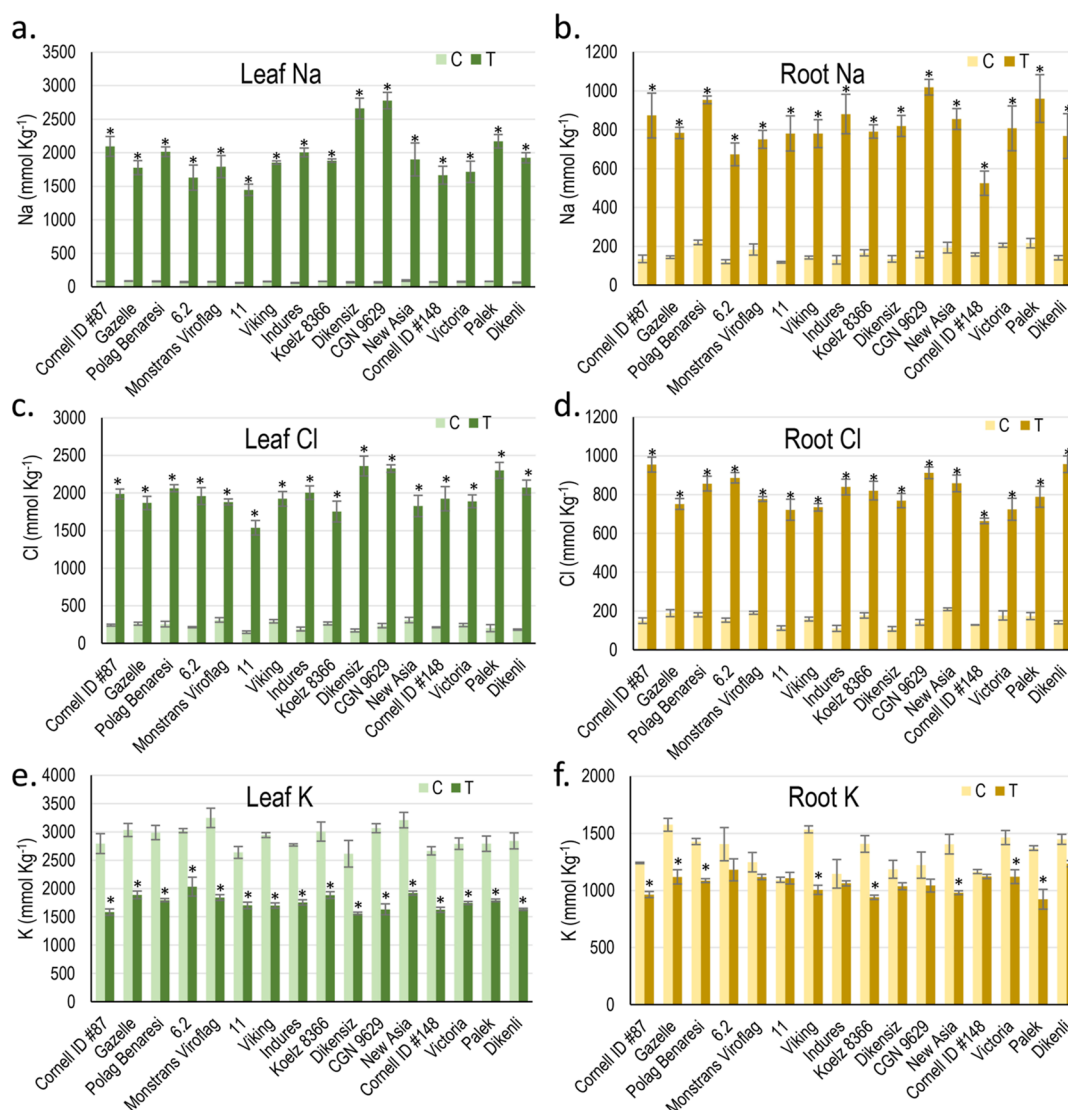 a.
Leaf Na
C T
Na (mmol Kg⁻¹)
3500
3000
2500
2000
1500
1000
500
0
Cornell ID #87
Gazelle
Polag Benaresi
6.2
Monstrans Viroflag
11
Viking
Indures
Koelz 8366
Dikensiz
CGN 9629
New Asia
Cornell ID #148
Victoria
Palek
Dikenli
b.
Root Na
C T
Na (mmol Kg⁻¹)
1200
1000
800
600
400
200
0
Cornell ID #87
Gazelle
Polag Benaresi
6.2
Monstrans Viroflag
11
Viking
Indures
Koelz 8366
Dikensiz
CGN 9629
New Asia
Cornell ID #148
Victoria
Palek
Dikenli
c.
Leaf Cl
C T
Cl (mmol Kg⁻¹)
3000
2500
2000
1500
1000
500
0
Cornell ID #87
Gazelle
Polag Benaresi
6.2
Monstrans Viroflag
11
Viking
Indures
Koelz 8366
Dikensiz
CGN 9629
New Asia
Cornell ID #148
Victoria
Palek
Dikenli
d.
Root Cl
C T
Cl (mmol Kg⁻¹)
1200
1000
800
600
400
200
0
Cornell ID #87
Gazelle
Polag Benaresi
6.2
Monstrans Viroflag
11
Viking
Indures
Koelz 8366
Dikensiz
CGN 9629
New Asia
Cornell ID #148
Victoria
Palek
Dikenli
e.
Leaf K
C T
K (mmol Kg⁻¹)
4000
3500
3000
2500
2000
1500
1000
500
0
Cornell ID #87
Gazelle
Polag Benaresi
6.2
Monstrans Viroflag
11
Viking
Indures
Koelz 8366
Dikensiz
CGN 9629
New Asia
Cornell ID #148
Victoria
Palek
Dikenli
f.
Root K
C T
K (mmol Kg⁻¹)
2000
1500
1000
500
0
Cornell ID #87
Gazelle
Polag Benaresi
6.2
Monstrans Viroflag
11
Viking
Indures
Koelz 8366
Dikensiz
CGN 9629
New Asia
Cornell ID #148
Victoria
Palek
Dikenli